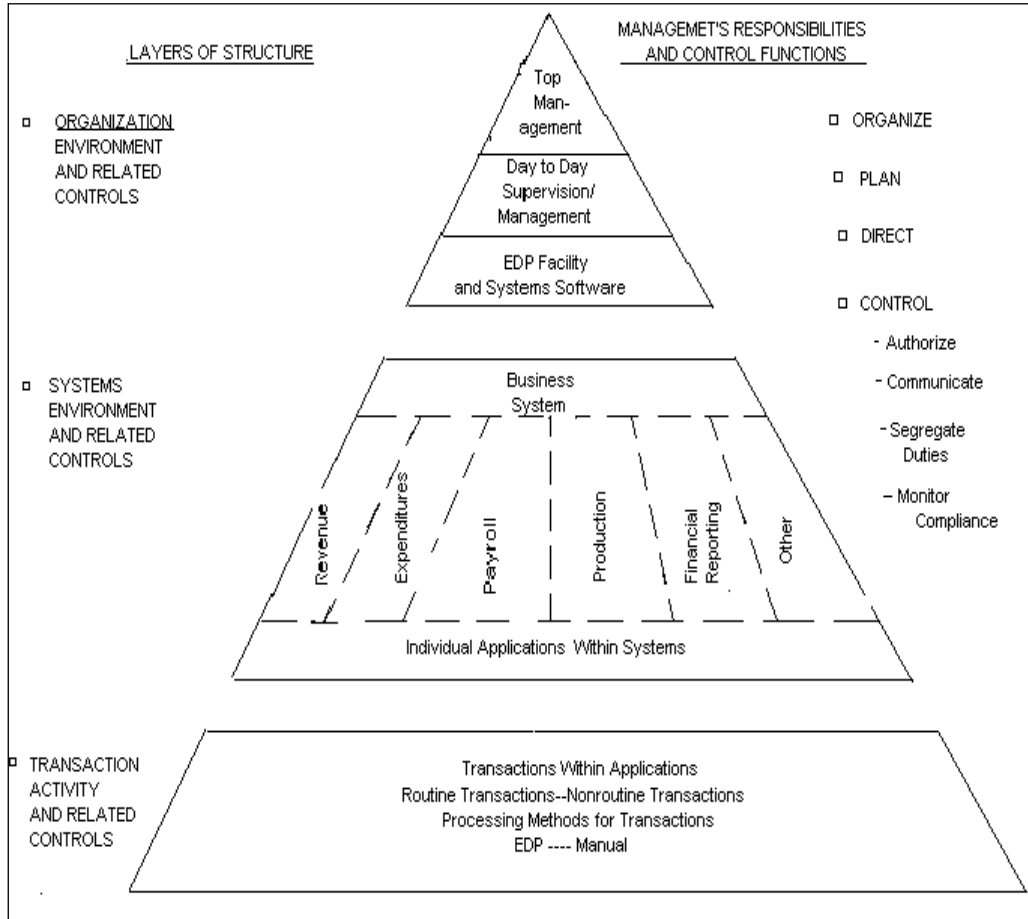 LAYERS OF STRUCTURE
MANAGEMET'S RESPONSIBILITIES
AND CONTROL FUNCTIONS
ORGANIZATION
ENVIRONMENT
AND RELATED
CONTROLS
Top
Man-
agement
Day to Day
Supervision/
Management
EDP Facility
and Systems Software
ORGANIZE
PLAN
DIRECT
CONTROL
- Authorize
- Communicate
- Segregate
Duties
- Monitor
Compliance
SYSTEMS
ENVIRONMENT
AND RELATED
CONTROLS
Business
System
Revenue
Expenditures
Payroll
Production
Financial
Reporting
Other
Individual Applications Within Systems
TRANSACTION
ACTIVITY
AND RELATED
CONTROLS
Transactions Within Applications
Routine Transactions--Nonroutine Transactions
Processing Methods for Transactions
EDP ---- Manual